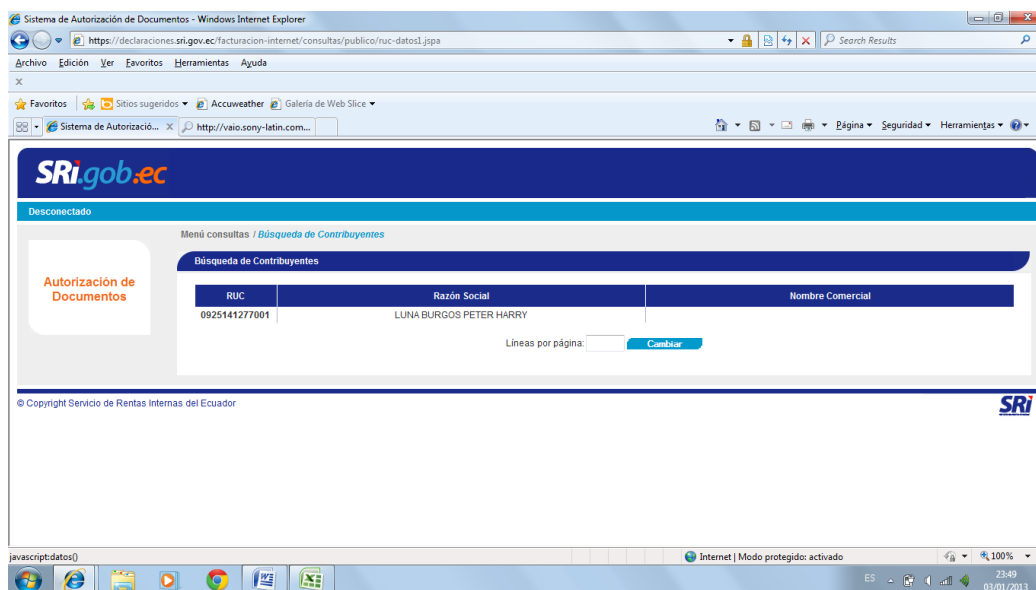 Sistema de Autorización de Documentos - Windows Internet Explorer
https://declaraciones.sri.gov.ec/facturacion-internet/consultas/publico/ruc-datos1.jspa
Search Results
Archivo Edición Ver Favoritos Herramientas Ayuda
x
Favoritos Sitios sugeridos Accuweather Galería de Web Slice
Sistema de Autorizació... X http://vaio.sony-latin.com... Página Seguridad Herramientas
SRi.gob.ec
Desconectado
Menú consultas / Búsqueda de Contribuyentes
Búsqueda de Contribuyentes
Autorización de
Documentos
RUC Razón Social Nombre Comercial
0925141277001 LUNA BURGOS PETER HARRY
Líneas por página: Cambiar
© Copyright Servicio de Rentas Internas del Ecuador SRi
javascript:datos() Internet | Modo protegido: activado 100%
ES 23:49
03/01/2013